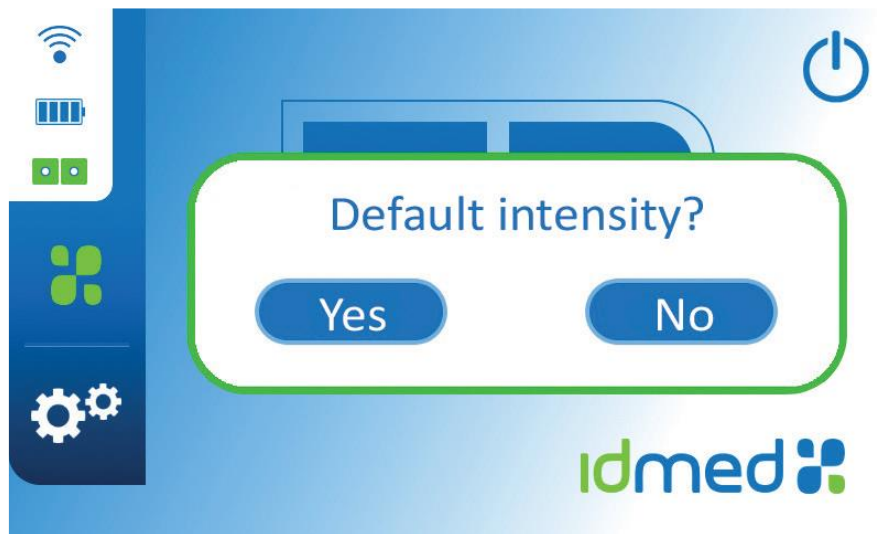 Default intensity?
Yes
No
idmed